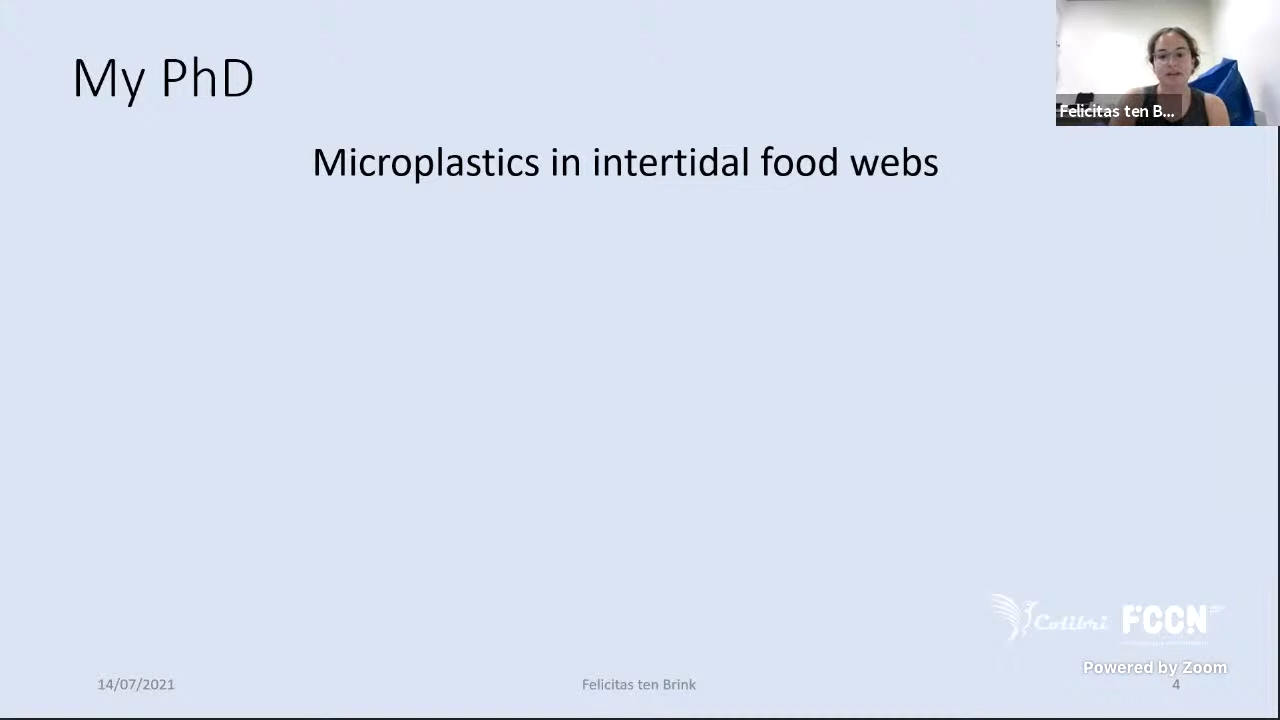 My PhD
Felicitas ten B...
Microplastics in intertidal food webs
Colibri
FCCN
Powered by Zoom
14/07/2021
Felicitas ten Brink
4